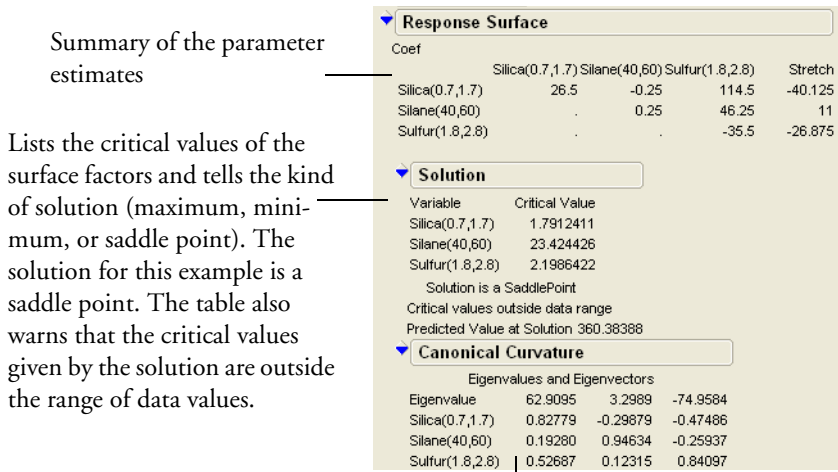 Summary of the parameter
estimates
Lists the critical values of the
surface factors and tells the kind
of solution (maximum, mini-
mum, or saddle point). The
solution for this example is a
saddle point. The table also
warns that the critical values
given by the solution are outside
the range of data values.
Response Surface
Coef
Silica(0.7,1.7) Silane(40,60) Sulfur(1.8,2.8) Stretch
Silica(0.7,1.7) 26.5 -0.25 114.5 -40.125
Silane(40,60) . 0.25 46.25 11
Sulfur(1.8,2.8) . . -35.5 -26.875
Solution
Variable Critical Value
Silica(0.7,1.7) 1.7912411
Silane(40,60) 23.424426
Sulfur(1.8,2.8) 2.1986422
Solution is a SaddlePoint
Critical values outside data range
Predicted Value at Solution 360.38388
Canonical Curvature
Eigenvalues and Eigenvectors
Eigenvalue 62.9095 3.2989 -74.9584
Silica(0.7,1.7) 0.82779 -0.29879 -0.47486
Silane(40,60) 0.19280 0.94634 -0.25937
Sulfur(1.8,2.8) 0.52687 0.12315 0.84097